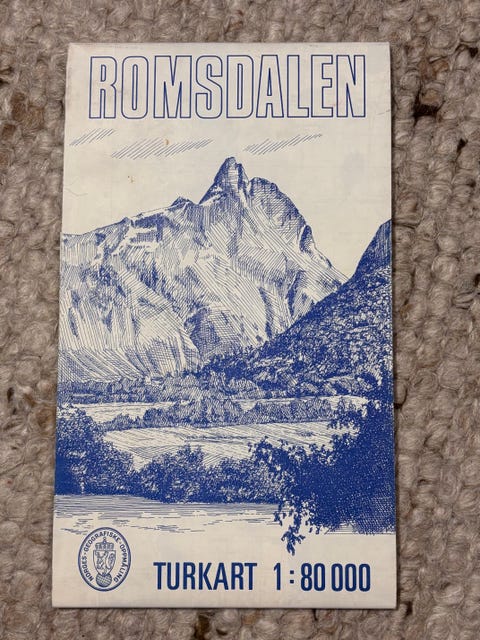 ROMSDALEN
NORGES GEOGRAFISKE OPPMÅLING
TURKART 1:80 000